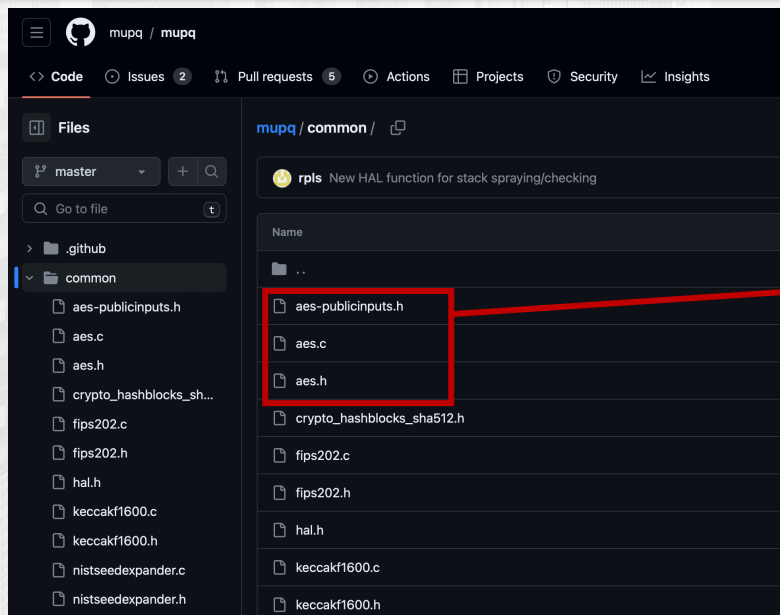 mupq / mupq
<> Code Issues 2 Pull requests 5 Actions Projects Security Insights
Files
master
Go to file t
.github
common
aes-publicinputs.h
aes.c
aes.h
crypto_hashblocks_sh...
fips202.c
fips202.h
hal.h
keccakf1600.c
keccakf1600.h
nistseedexpander.c
nistseedexpander.h
mupq / common /
rpls New HAL function for stack spraying/checking
Name
..
aes-publicinputs.h
aes.c
aes.h
crypto_hashblocks_sha512.h
fips202.c
fips202.h
hal.h
keccakf1600.c
keccakf1600.h